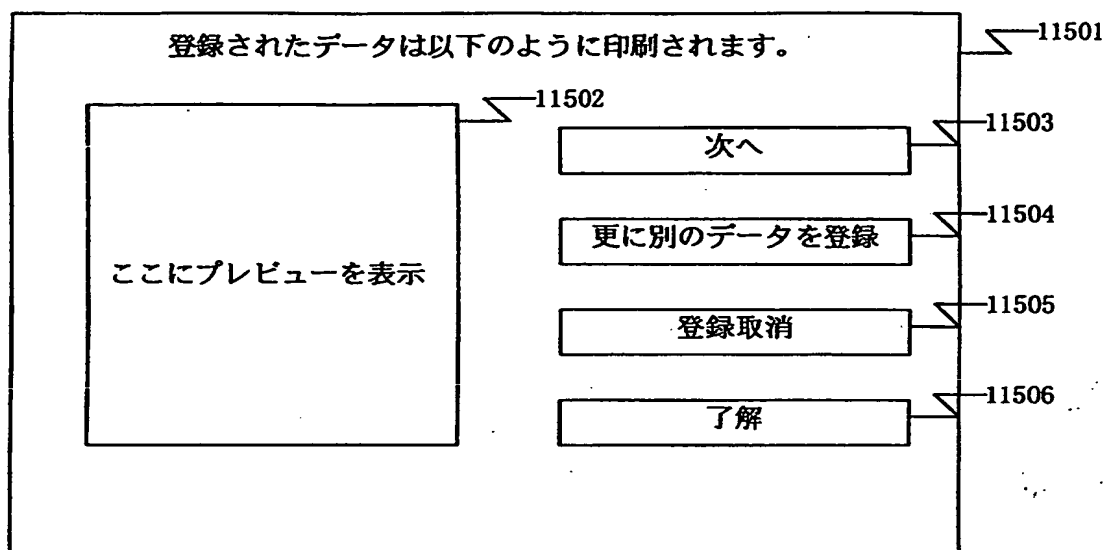 登録されたデータは以下のように印刷されます。
11501
11502
ここにプレビューを表示
次へ
11503
更に別のデータを登録
11504
登録取消
11505
了解
11506